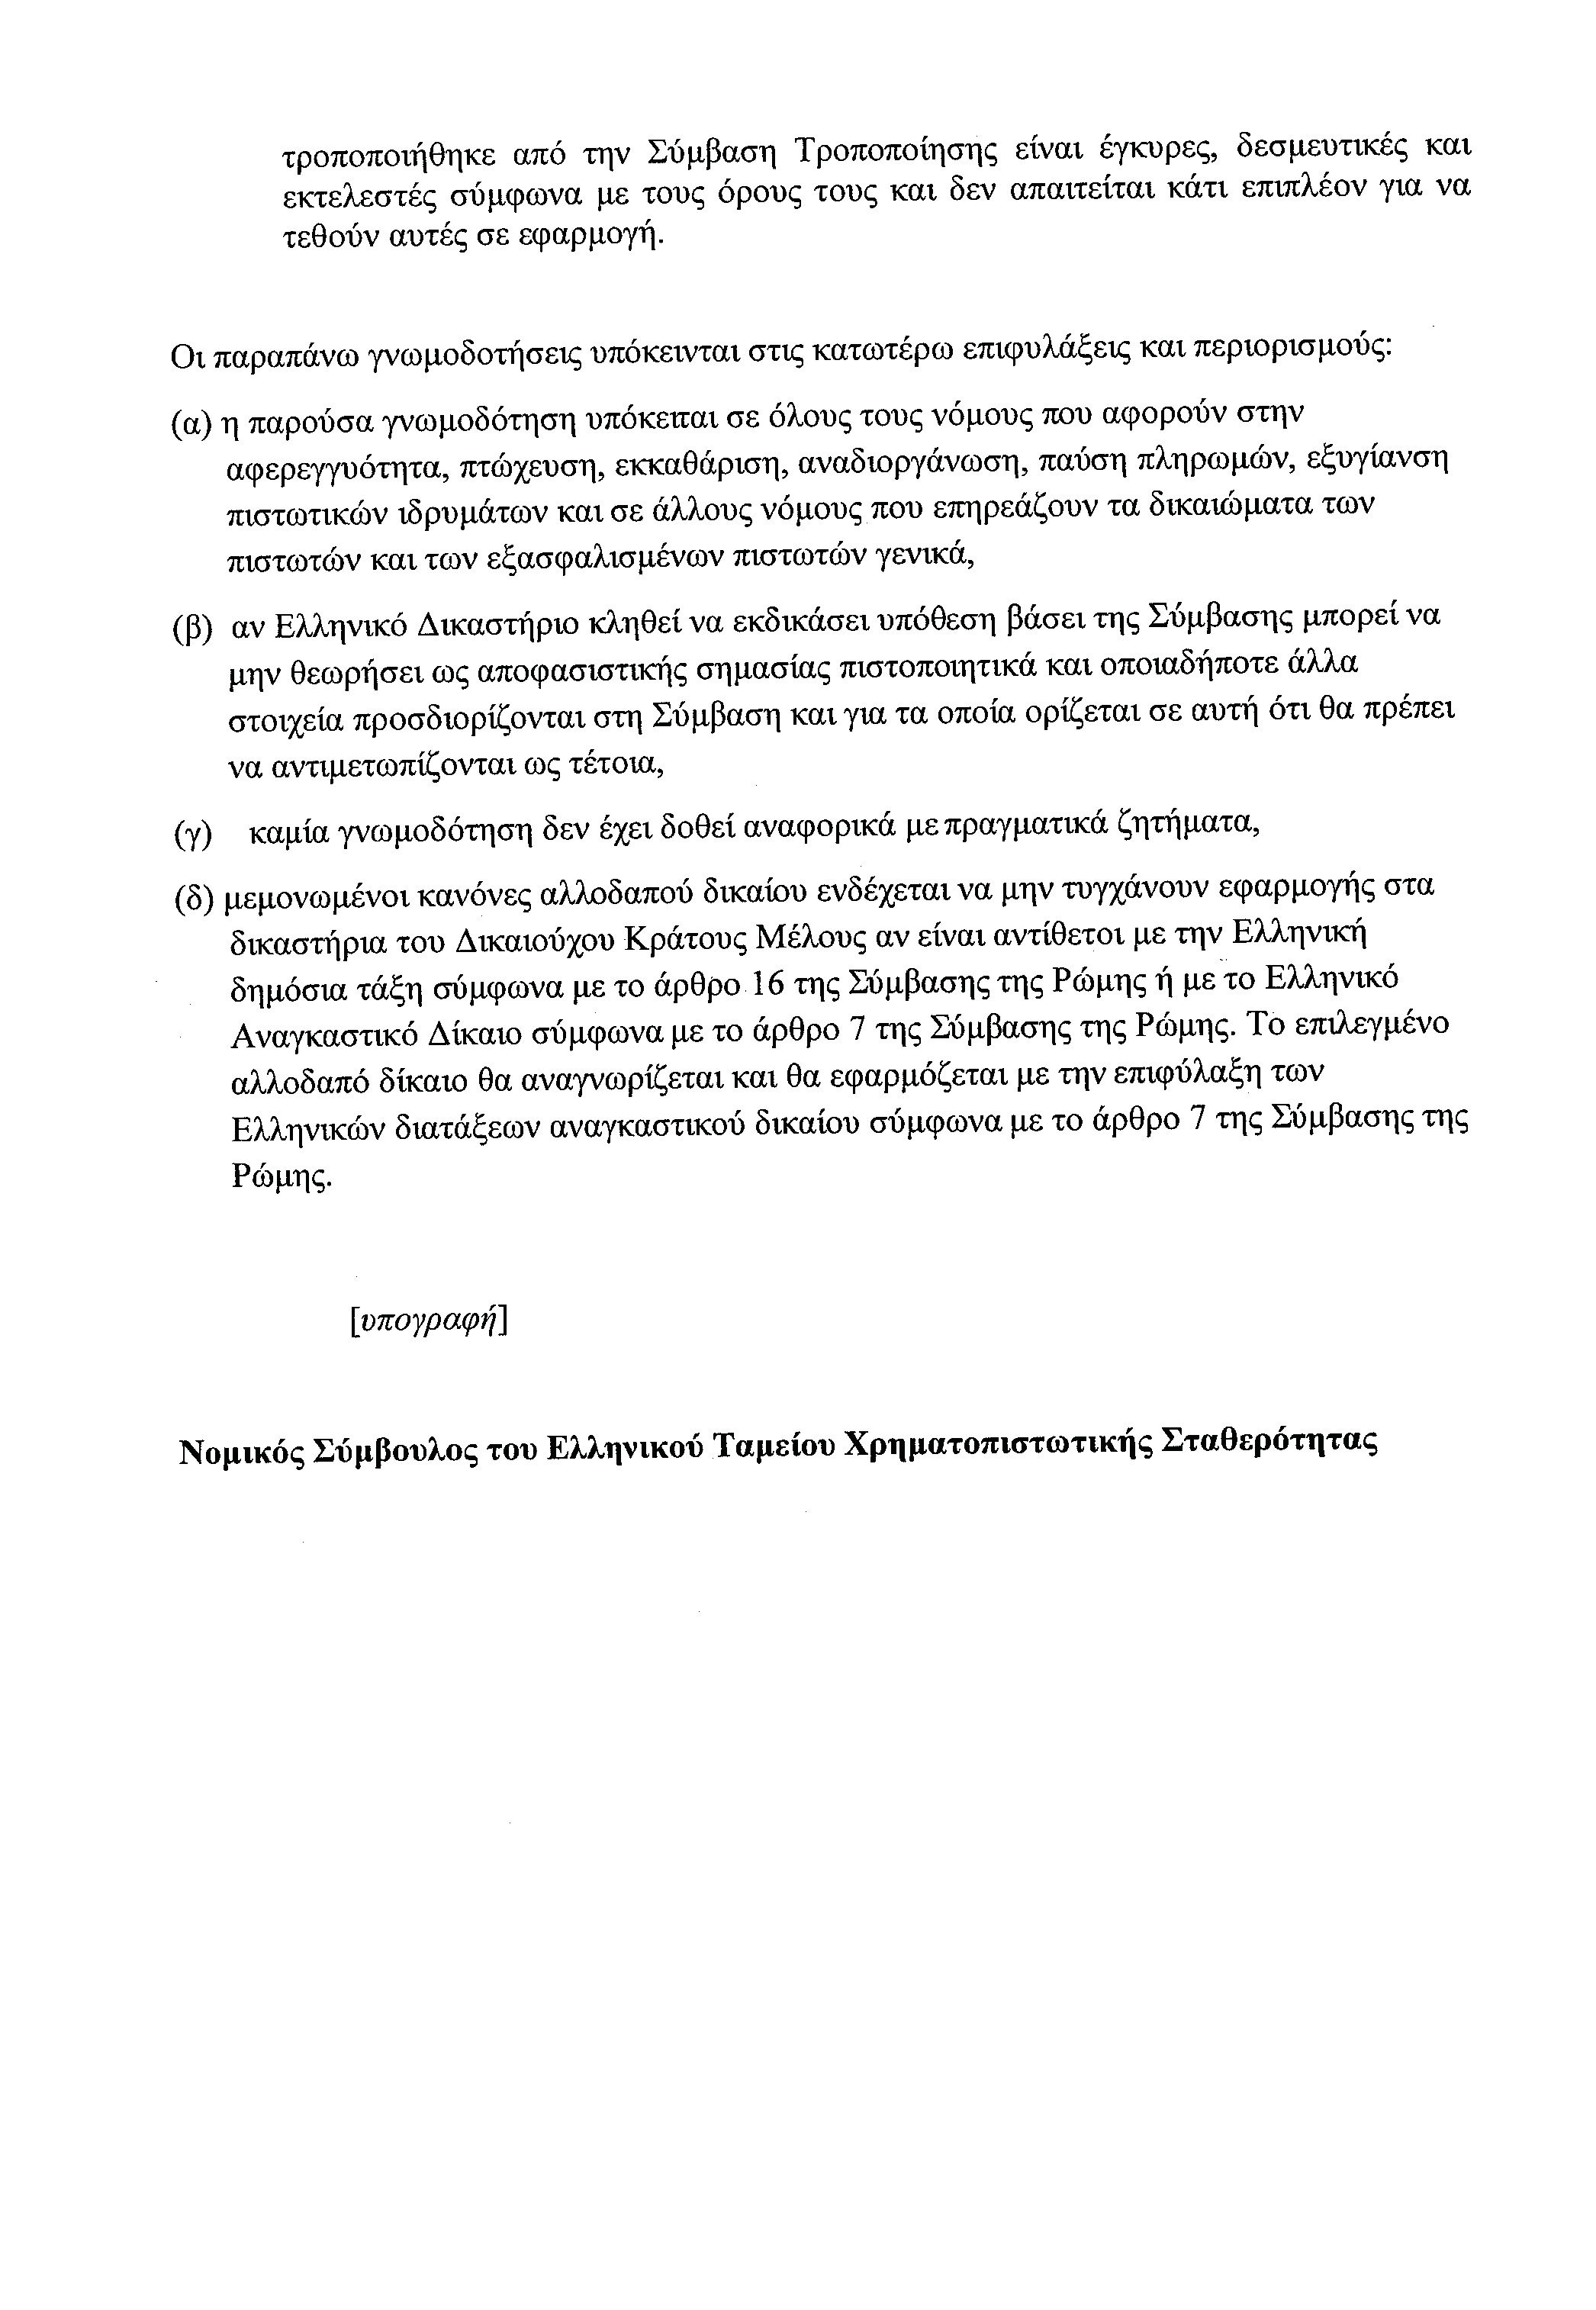 τροποποιήθηκε από την Σύμβαση Τροποποίησης είναι έγκυρες, δεσμευτικές και
εκτελεστές σύμφωνα με τους όρους τους και δεν απαιτείται κάτι επιπλέον για να
τεθούν αυτές σε εφαρμογή.
Οι παραπάνω γνωμοδοτήσεις υπόκεινται στις κατωτέρω επιφυλάξεις και περιορισμούς:
(α) η παρούσα γνωμοδότηση υπόκειται σε όλους τους νόμους που αφορούν στην
αφερεγγυότητα, πτώχευση, εκκαθάριση, αναδιοργάνωση, παύση πληρωμών, εξυγίανση
πιστωτικών ιδρυμάτων και σε άλλους νόμους που επηρεάζουν τα δικαιώματα των
πιστωτών και των εξασφαλισμένων πιστωτών γενικά,
(β) αν Ελληνικό Δικαστήριο κληθεί να εκδικάσει υπόθεση βάσει της Σύμβασης μπορεί να
μην θεωρήσει ως αποφασιστικής σημασίας πιστοποιητικά και οποιαδήποτε άλλα
στοιχεία προσδιορίζονται στη Σύμβαση και για τα οποία ορίζεται σε αυτή ότι θα πρέπει
να αντιμετωπίζονται ως τέτοια,
(γ) καμία γνωμοδότηση δεν έχει δοθεί αναφορικά με πραγματικά ζητήματα,
(δ) μεμονωμένοι κανόνες αλλοδαπού δικαίου ενδέχεται να μην τυγχάνουν εφαρμογής στα
δικαστήρια του Δικαιούχου Κράτους Μέλους αν είναι αντίθετοι με την Ελληνική
δημόσια τάξη σύμφωνα με το άρθρο 16 της Σύμβασης της Ρώμης ή με το Ελληνικό
Αναγκαστικό Δίκαιο σύμφωνα με το άρθρο 7 της Σύμβασης της Ρώμης. Το επιλεγμένο
αλλοδαπό δίκαιο θα αναγνωρίζεται και θα εφαρμόζεται με την επιφύλαξη των
Ελληνικών διατάξεων αναγκαστικού δικαίου σύμφωνα με το άρθρο 7 της Σύμβασης της
Ρώμης.
[υπογραφή]
Νομικός Σύμβουλος του Ελληνικού Ταμείου Χρηματοπιστωτικής Σταθερότητας